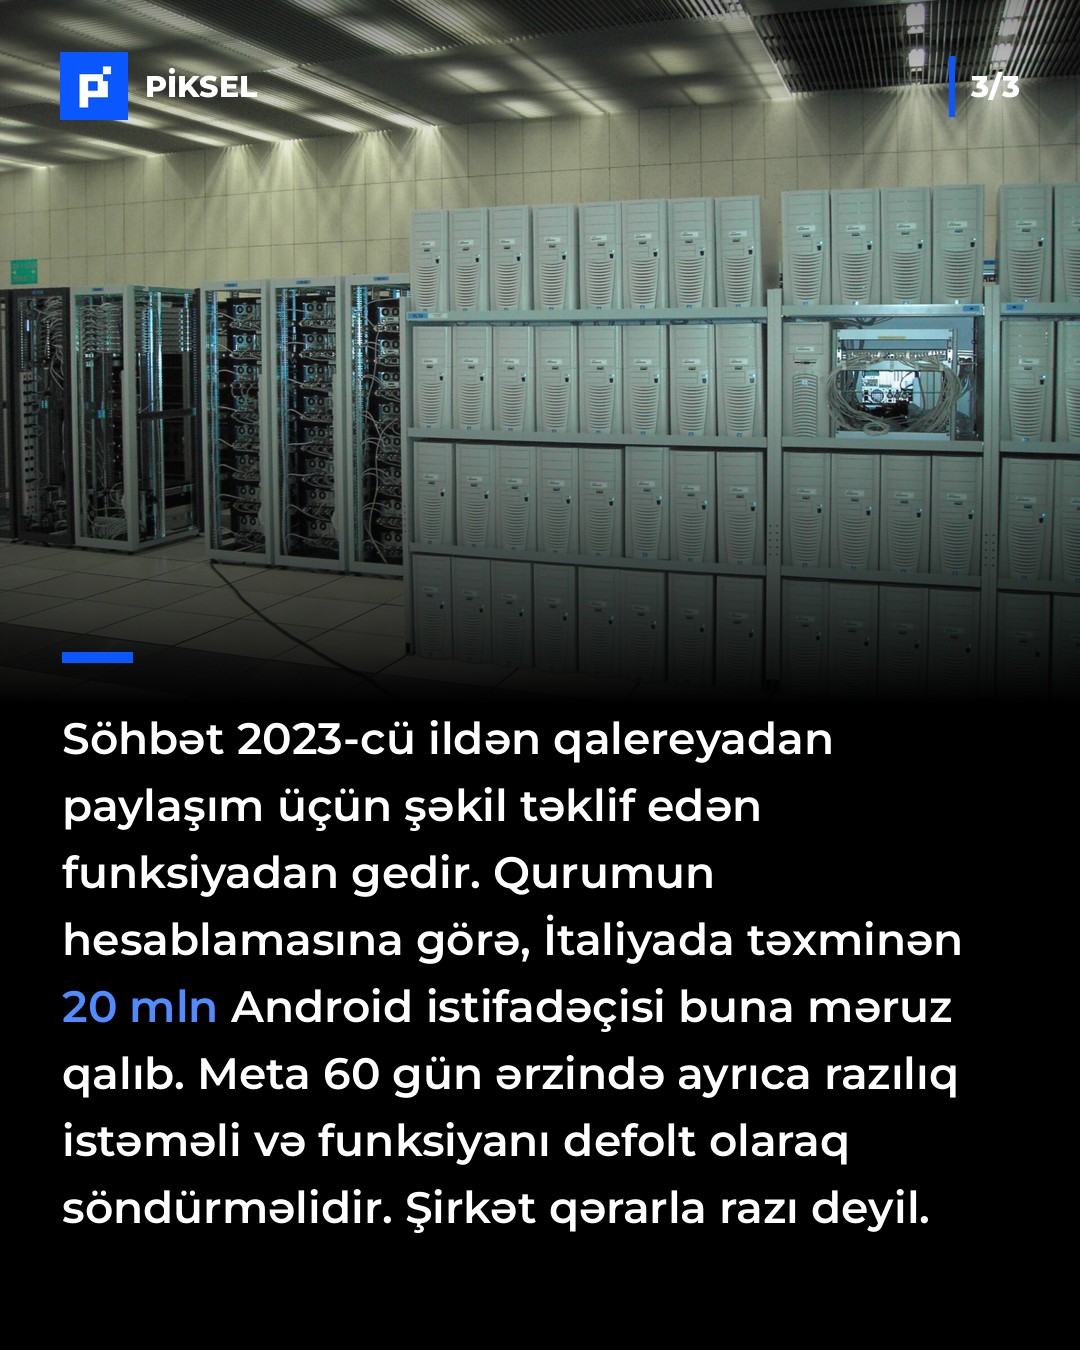 PİKSEL
3/3
Söhbət 2023-cü ildən qalereyadan
paylaşım üçün şəkil təklif edən
funksiyadan gedir. Qurumun
hesablamasına görə, İtaliyada təxminən
20 mln Android istifadəçisi buna məruz
qalıb. Meta 60 gün ərzində ayrıca razılıq
istəməli və funksiyanı defolt olaraq
söndürməlidir. Şirkət qərarla razı deyil.